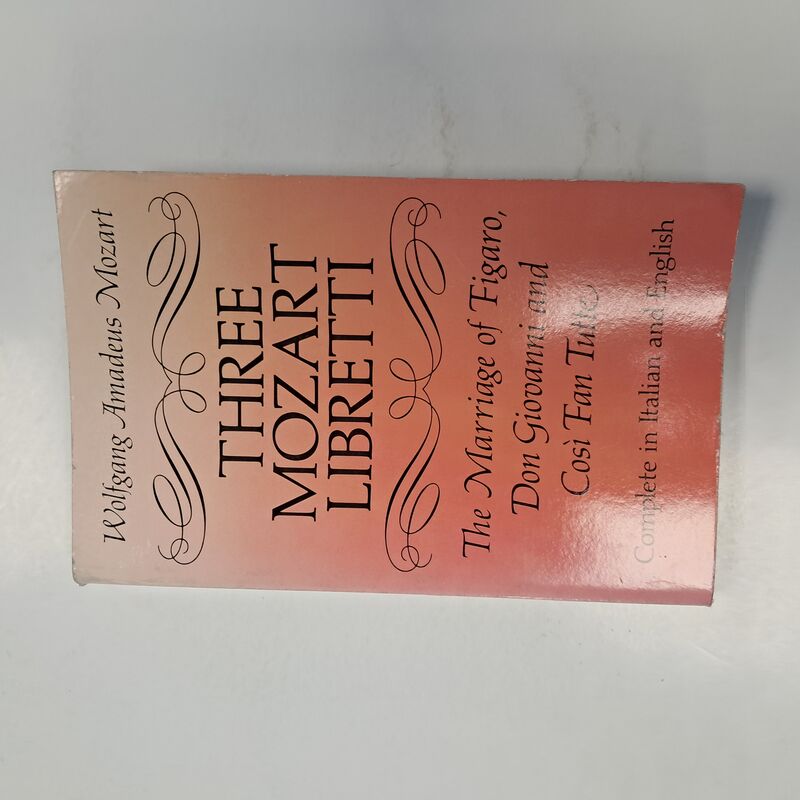 Wolfgang Amadeus Mozart
THREE
MOZART
LIBRETTI
The Marriage of Figaro,
Don Giovanni and
Così Fan Tutte
Complete in Italian and English